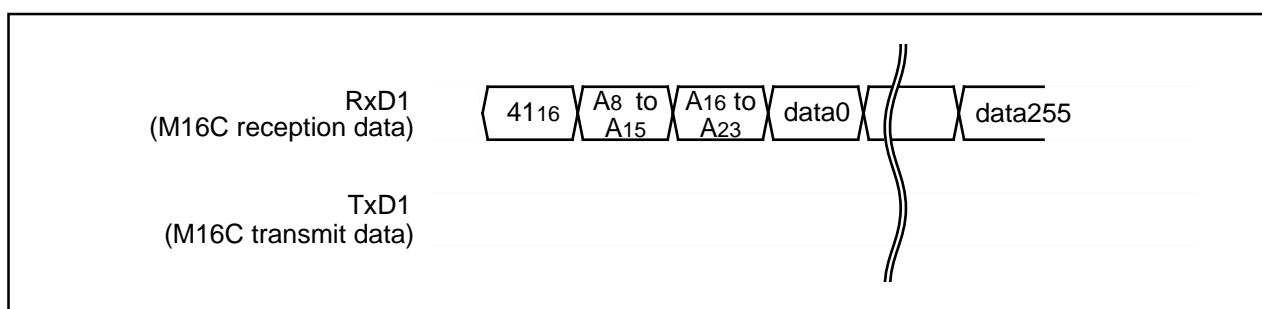 RxD1
(M16C reception data)
4116
A8 to
A15
A16 to
A23
data0
data255
TxD1
(M16C transmit data)